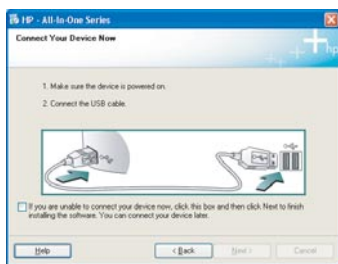 HP - All-In-One Series
Connect Your Device Now
hp
1. Make sure the device is powered on.
2. Connect the USB cable.
If you are unable to connect your device now, click this box and then click Next to finish
installing the software. You can connect your device later.
Help
< Back
Next >
Cancel